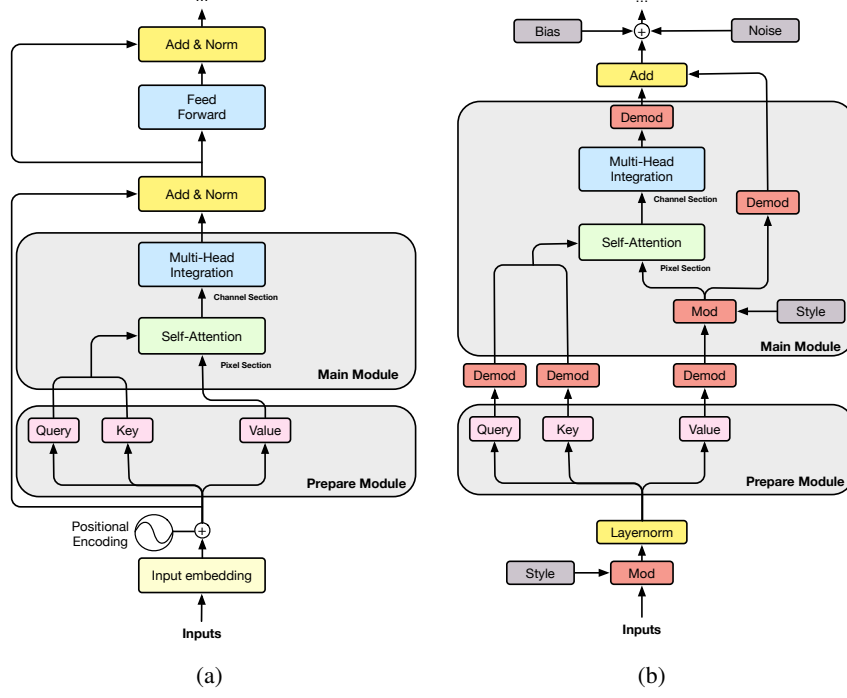 ...
Add & Norm
Feed
Forward
Add & Norm
Multi-Head
Integration
Channel Section
Self-Attention
Pixel Section
Main Module
Query
Key
Value
Prepare Module
Positional
Encoding
+
Input embedding
Inputs
(a)
...
Bias
+
Noise
Add
Demod
Multi-Head
Integration
Channel Section
Demod
Self-Attention
Pixel Section
Mod
Style
Main Module
Demod
Demod
Demod
Query
Key
Value
Prepare Module
Layernorm
Style
Mod
Inputs
(b)